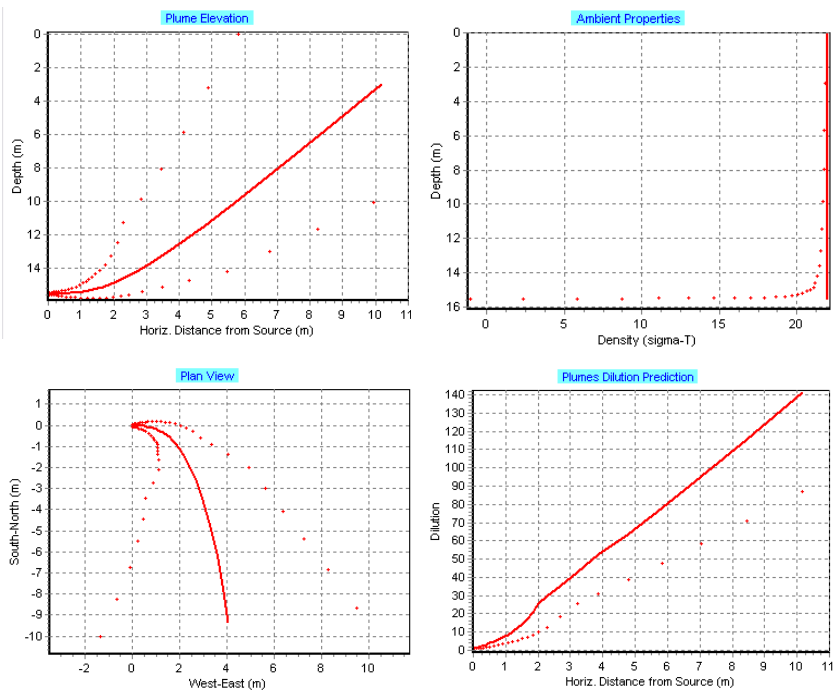 Plume Elevation
0
2
4
6
8
10
12
14
Depth (m)
0 1 2 3 4 5 6 7 8 9 10 11
Horiz. Distance from Source (m)
Ambient Properties
0
2
4
6
8
10
12
14
16
Depth (m)
0 5 10 15 20
Density (sigma-T)
Plan View
1
0
-1
-2
-3
-4
-5
-6
-7
-8
-9
-10
South-North (m)
-2 0 2 4 6 8 10
West-East (m)
Plumes Dilution Prediction
140
130
120
110
100
90
80
70
60
50
40
30
20
10
0
Dilution
0 1 2 3 4 5 6 7 8 9 10 11
Horiz. Distance from Source (m)